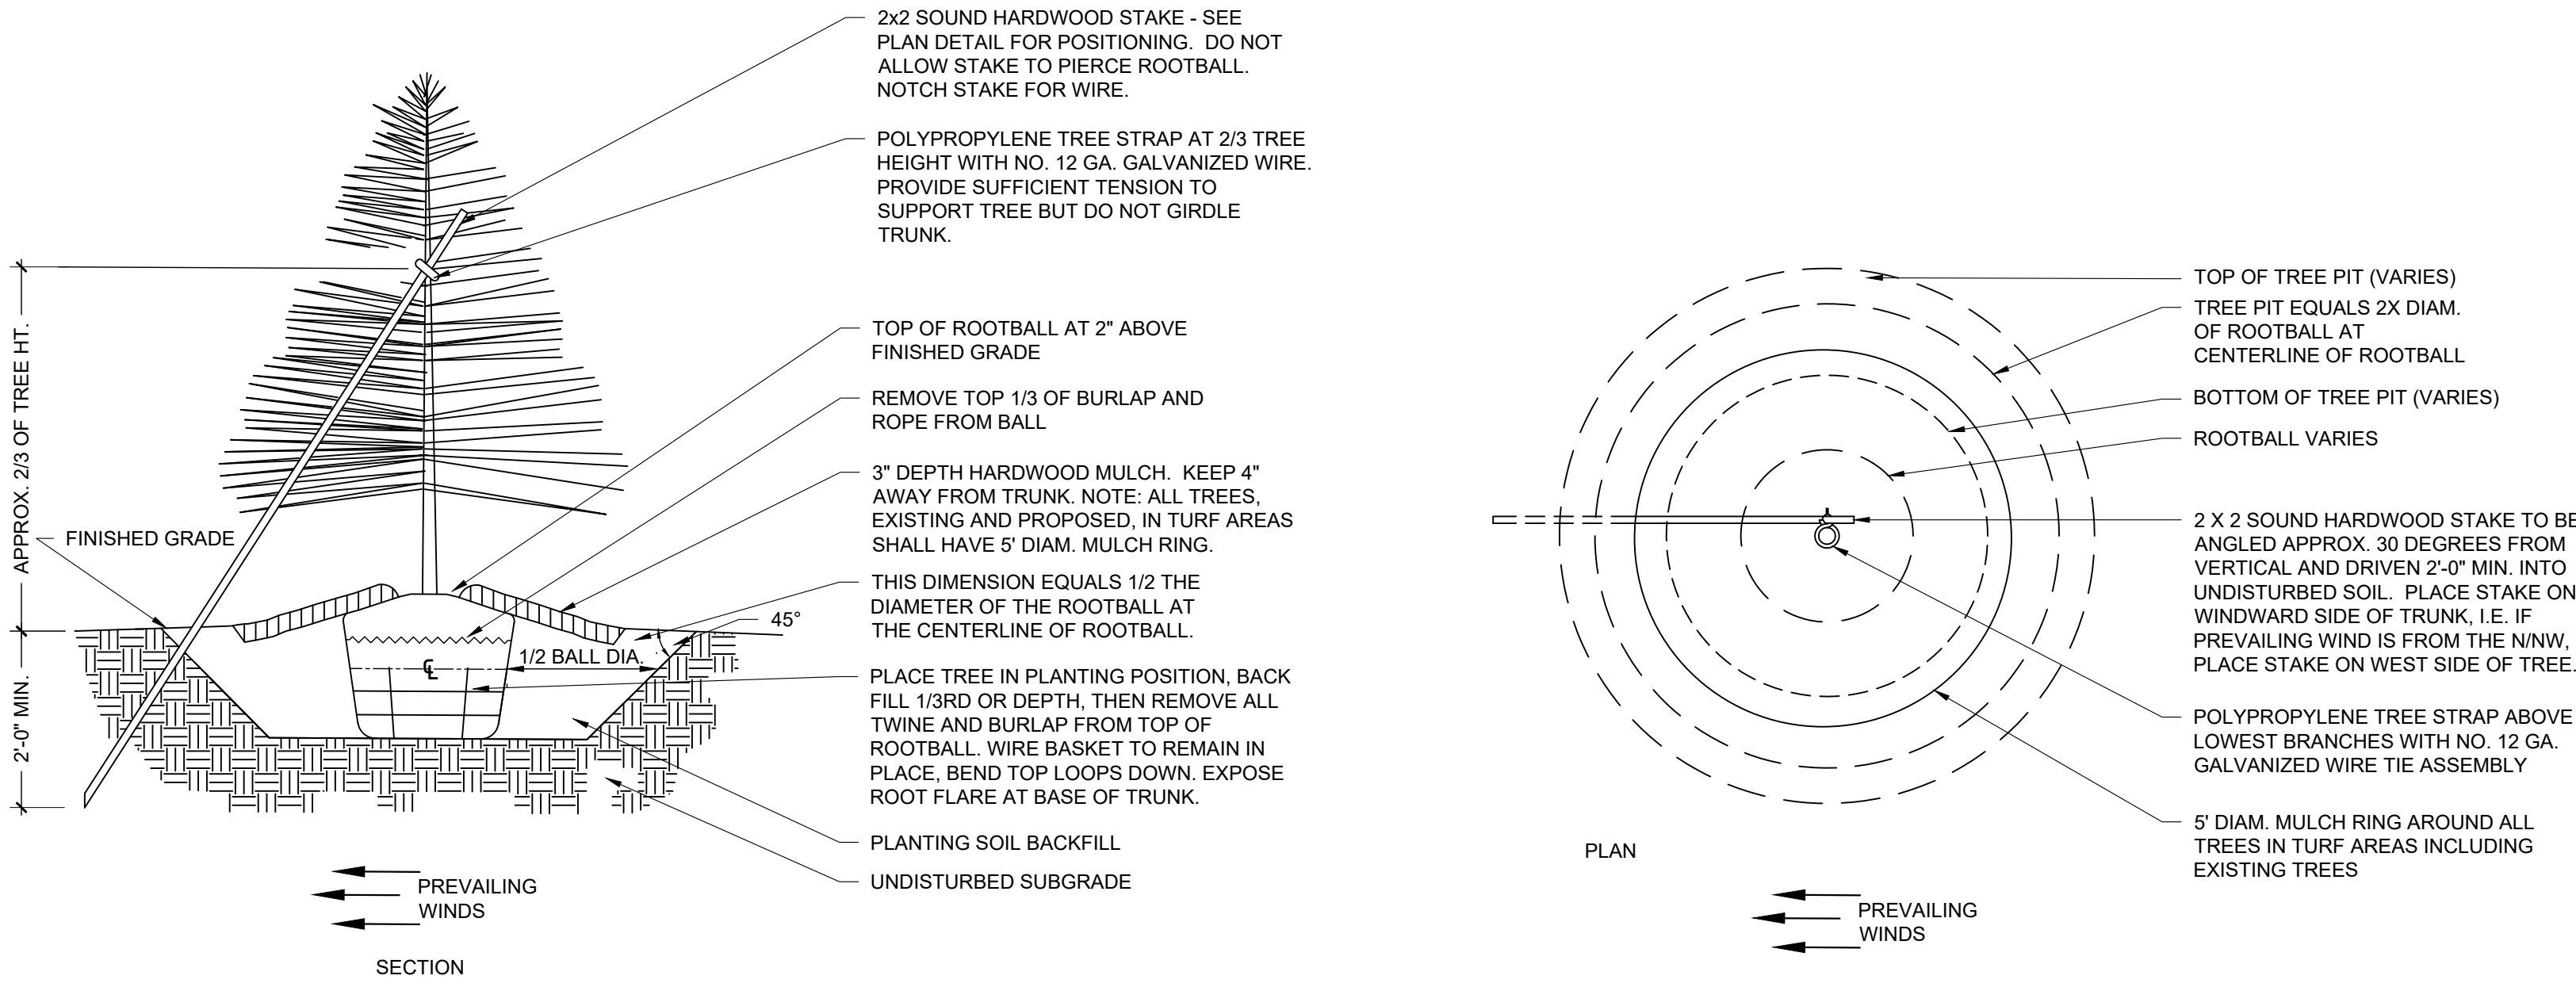 2x2 SOUND HARDWOOD STAKE - SEE
PLAN DETAIL FOR POSITIONING.  DO NOT
ALLOW STAKE TO PIERCE ROOTBALL.
NOTCH STAKE FOR WIRE.
POLYPROPYLENE TREE STRAP AT 2/3 TREE
HEIGHT WITH NO. 12 GA. GALVANIZED WIRE.
PROVIDE SUFFICIENT TENSION TO
SUPPORT TREE BUT DO NOT GIRDLE
TRUNK.
TOP OF ROOTBALL AT 2" ABOVE
FINISHED GRADE
REMOVE TOP 1/3 OF BURLAP AND
ROPE FROM BALL
3" DEPTH HARDWOOD MULCH.  KEEP 4"
AWAY FROM TRUNK. NOTE: ALL TREES,
EXISTING AND PROPOSED, IN TURF AREAS
SHALL HAVE 5' DIAM. MULCH RING.
THIS DIMENSION EQUALS 1/2 THE
DIAMETER OF THE ROOTBALL AT
THE CENTERLINE OF ROOTBALL.
PLACE TREE IN PLANTING POSITION, BACK
FILL 1/3RD OR DEPTH, THEN REMOVE ALL
TWINE AND BURLAP FROM TOP OF
ROOTBALL. WIRE BASKET TO REMAIN IN
PLACE, BEND TOP LOOPS DOWN. EXPOSE
ROOT FLARE AT BASE OF TRUNK.
PLANTING SOIL BACKFILL
UNDISTURBED SUBGRADE
APPROX. 2/3 OF TREE HT.
2'-0" MIN.
FINISHED GRADE
45°
1/2 BALL DIA.
CL
PREVAILING
WINDS
SECTION
TOP OF TREE PIT (VARIES)
TREE PIT EQUALS 2X DIAM.
OF ROOTBALL AT
CENTERLINE OF ROOTBALL
BOTTOM OF TREE PIT (VARIES)
ROOTBALL VARIES
2 X 2 SOUND HARDWOOD STAKE TO BE
ANGLED APPROX. 30 DEGREES FROM
VERTICAL AND DRIVEN 2'-0" MIN. INTO
UNDISTURBED SOIL.  PLACE STAKE ON
WINDWARD SIDE OF TRUNK, I.E. IF
PREVAILING WIND IS FROM THE N/NW,
PLACE STAKE ON WEST SIDE OF TREE.
POLYPROPYLENE TREE STRAP ABOVE
LOWEST BRANCHES WITH NO. 12 GA.
GALVANIZED WIRE TIE ASSEMBLY
5' DIAM. MULCH RING AROUND ALL
TREES IN TURF AREAS INCLUDING
EXISTING TREES
PLAN
PREVAILING
WINDS